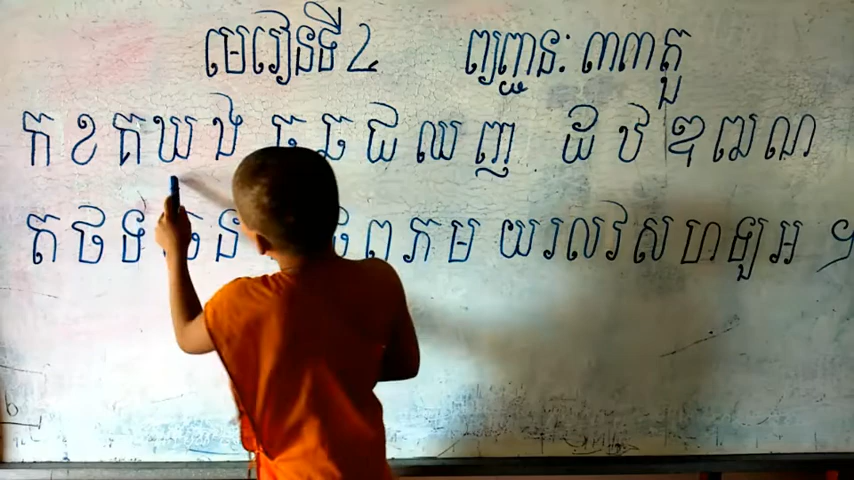 មេរៀនទី ៤ ព្យញ្ជនៈ ៣៣តួ
ក ខ គ ឃ ង ច ឆ ជ ឈ ញ ដ ឋ ឌ ឍ ណ
ត ថ ទ ធ ន ព ភ ម យ រ ល វ ស ហ ឡ អ ។